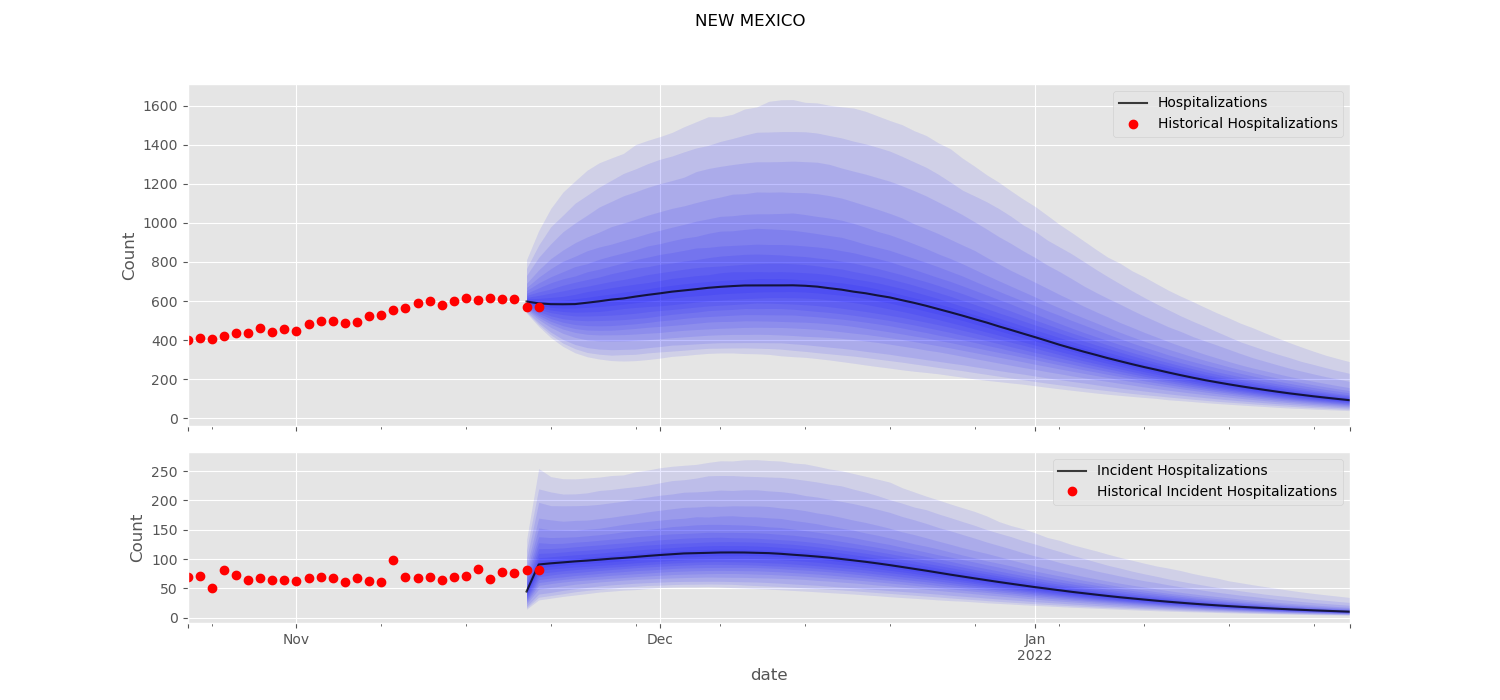 NEW MEXICO
Count
1600
1400
1200
1000
800
600
400
200
0
Hospitalizations
Historical Hospitalizations
Count
250
200
150
100
50
0
Incident Hospitalizations
Historical Incident Hospitalizations
Nov
Dec
Jan
2022
date